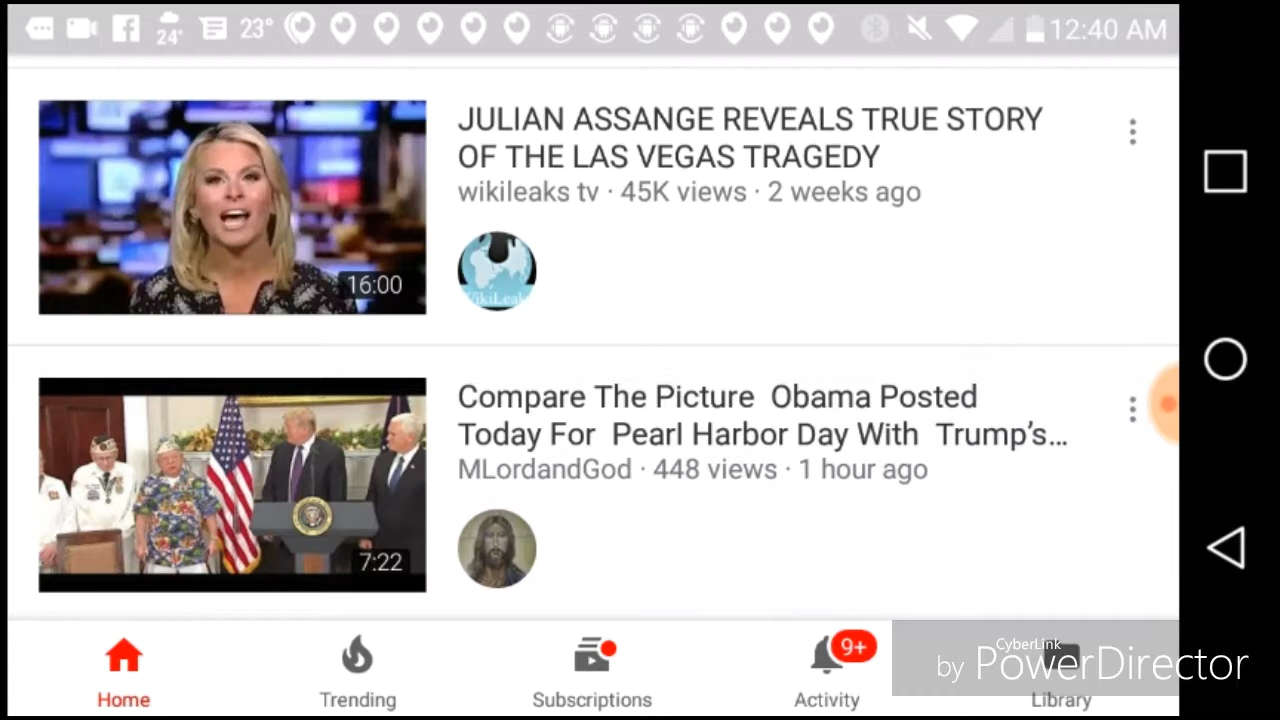 24° 23° 12:40 AM
JULIAN ASSANGE REVEALS TRUE STORY
OF THE LAS VEGAS TRAGEDY
wikileaks tv · 45K views · 2 weeks ago
16:00
WikiLeaks
Compare The Picture Obama Posted
Today For Pearl Harbor Day With Trump's...
MLordandGod · 448 views · 1 hour ago
7:22
9+
CyberLink
by PowerDirector
Home Trending Subscriptions Activity Library